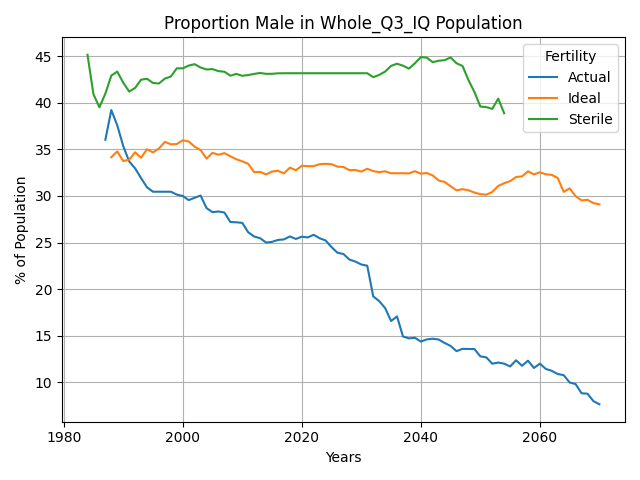 Proportion Male in Whole_Q3_IQ Population
% of Population
45
40
35
30
25
20
15
10
1980
2000
2020
2040
2060
Years
Fertility
Actual
Ideal
Sterile